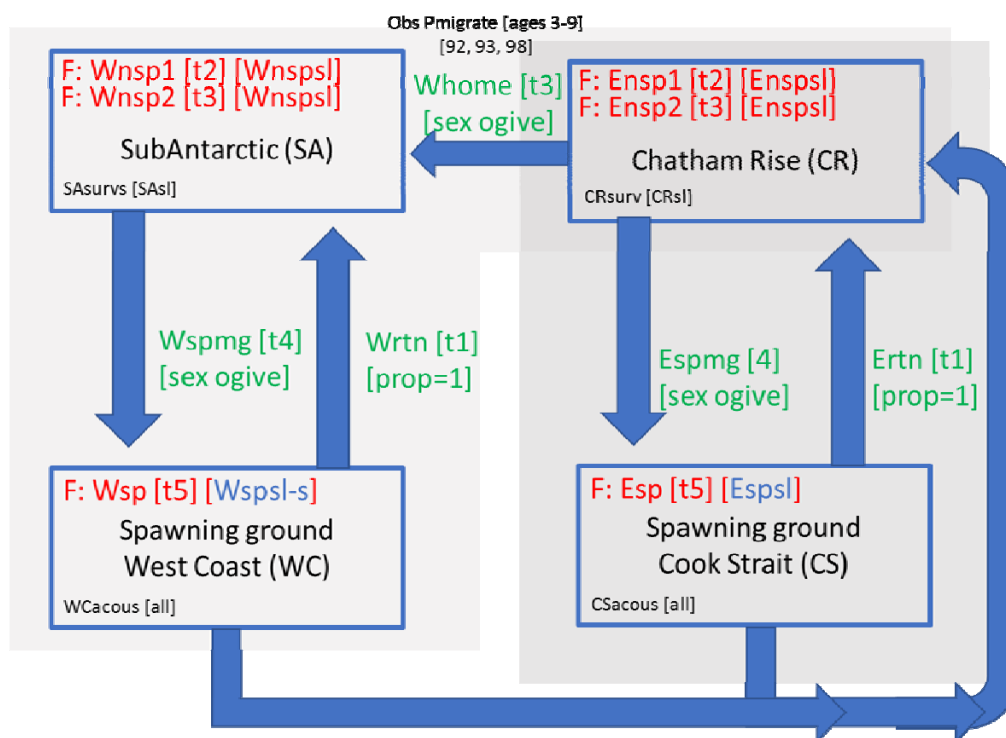 Obs Pmigrate [ages 3-9]
[92, 93, 98]
F: Wnsp1 [t2] [Wnspsl]
F: Wnsp2 [t3] [Wnspsl]
SubAntarctic (SA)
SAsurvs [SAsl]
Whome [t3]
[sex ogive]
F: Ensp1 [t2] [Enspsl]
F: Ensp2 [t3] [Enspsl]
Chatham Rise (CR)
CRsurv [CRsl]
Wspmg [t4]
[sex ogive]
Wrtn [t1]
[prop=1]
Espmg [4]
[sex ogive]
Ertn [t1]
[prop=1]
F: Wsp [t5] [Wspsl-s]
Spawning ground
West Coast (WC)
WCacous [all]
F: Esp [t5] [Espsl]
Spawning ground
Cook Strait (CS)
CSacous [all]